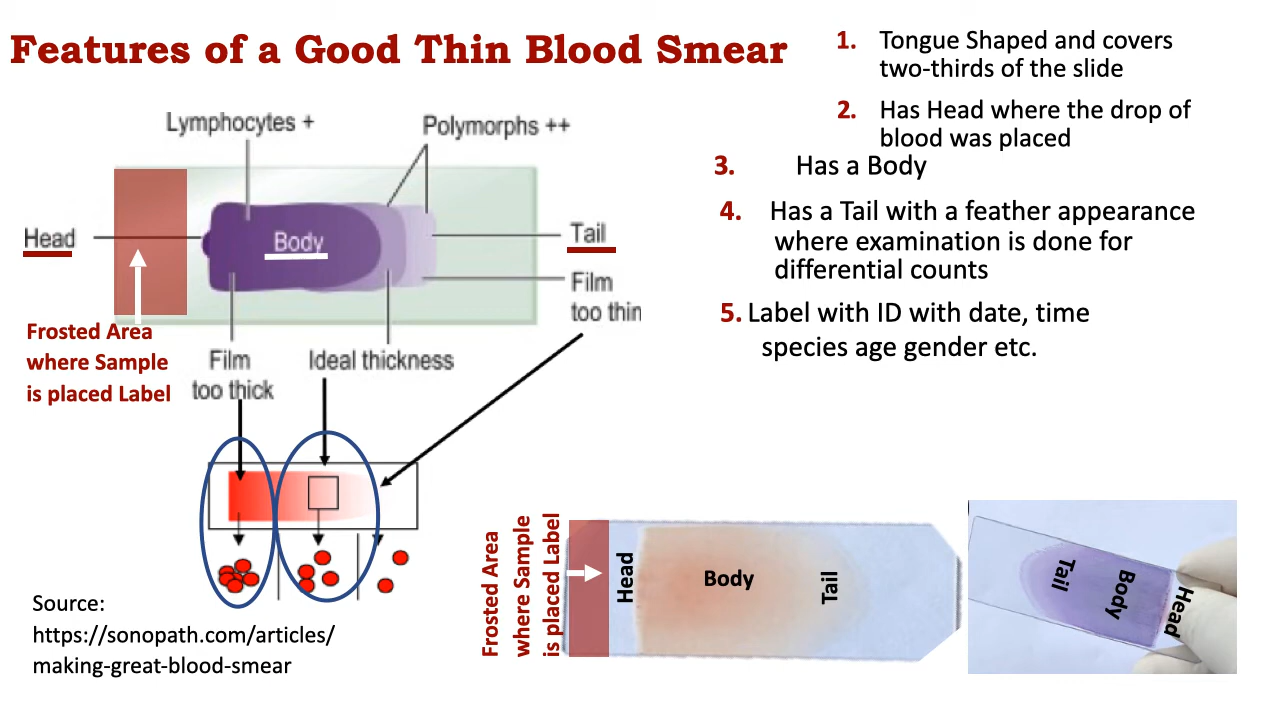 Features of a Good Thin Blood Smear
1. Tongue Shaped and covers
two-thirds of the slide
2. Has Head where the drop of
blood was placed
3. Has a Body
4. Has a Tail with a feather appearance
where examination is done for
differential counts
5. Label with ID with date, time
species age gender etc.
Lymphocytes +
Polymorphs ++
Head
Body
Tail
Film
too thin
Frosted Area
where Sample
is placed Label
Film
too thick
Ideal thickness
Source:
https://sonopath.com/articles/
making-great-blood-smear
Frosted Area
where Sample
is placed Label
Head
Body
Tail
Tail
Body
Head